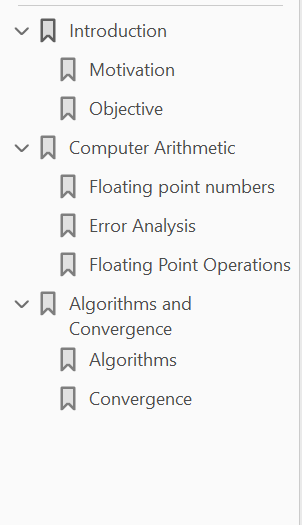 Introduction
Motivation
Objective
Computer Arithmetic
Floating point numbers
Error Analysis
Floating Point Operations
Algorithms and
Convergence
Algorithms
Convergence